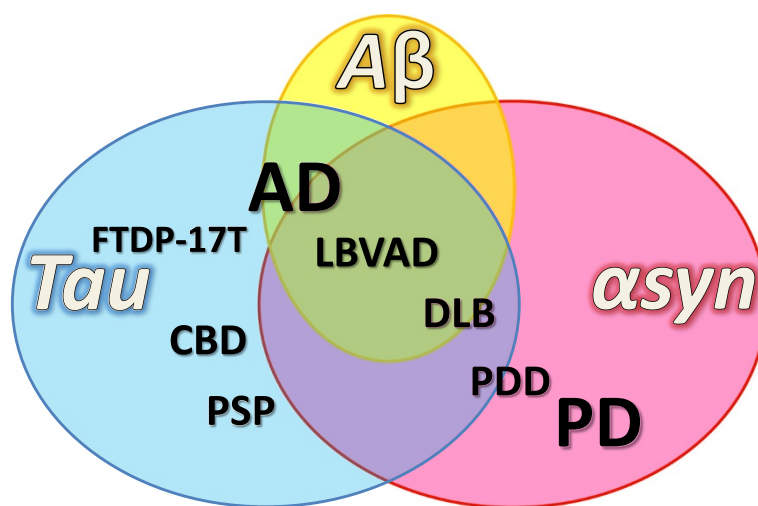 Aβ
AD
FTDP-17T
LBVAD
Tau
αsyn
DLB
CBD
PDD
PSP
PD